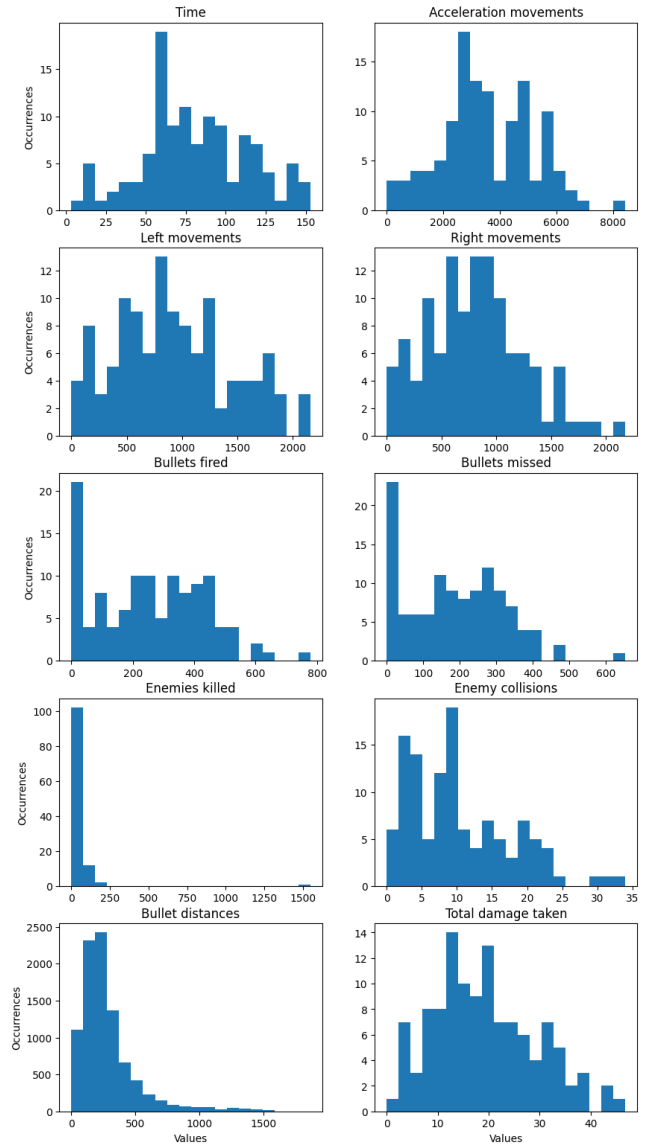 Time
Acceleration movements
Occurrences
15
10
5
0
0 25 50 75 100 125 150
15
10
5
0
0 2000 4000 6000 8000
Left movements
Right movements
Occurrences
12
10
8
6
4
2
0
0 500 1000 1500 2000
12
10
8
6
4
2
0
0 500 1000 1500 2000
Bullets fired
Bullets missed
Occurrences
20
15
10
5
0
0 200 400 600 800
20
15
10
5
0
0 100 200 300 400 500 600
Enemies killed
Enemy collisions
Occurrences
100
80
60
40
20
0
0 250 500 750 1000 1250 1500
15
10
5
0
0 5 10 15 20 25 30 35
Bullet distances
Total damage taken
Occurrences
2500
2000
1500
1000
500
0
0 500 1000 1500
Values
14
12
10
8
6
4
2
0
0 10 20 30 40
Values